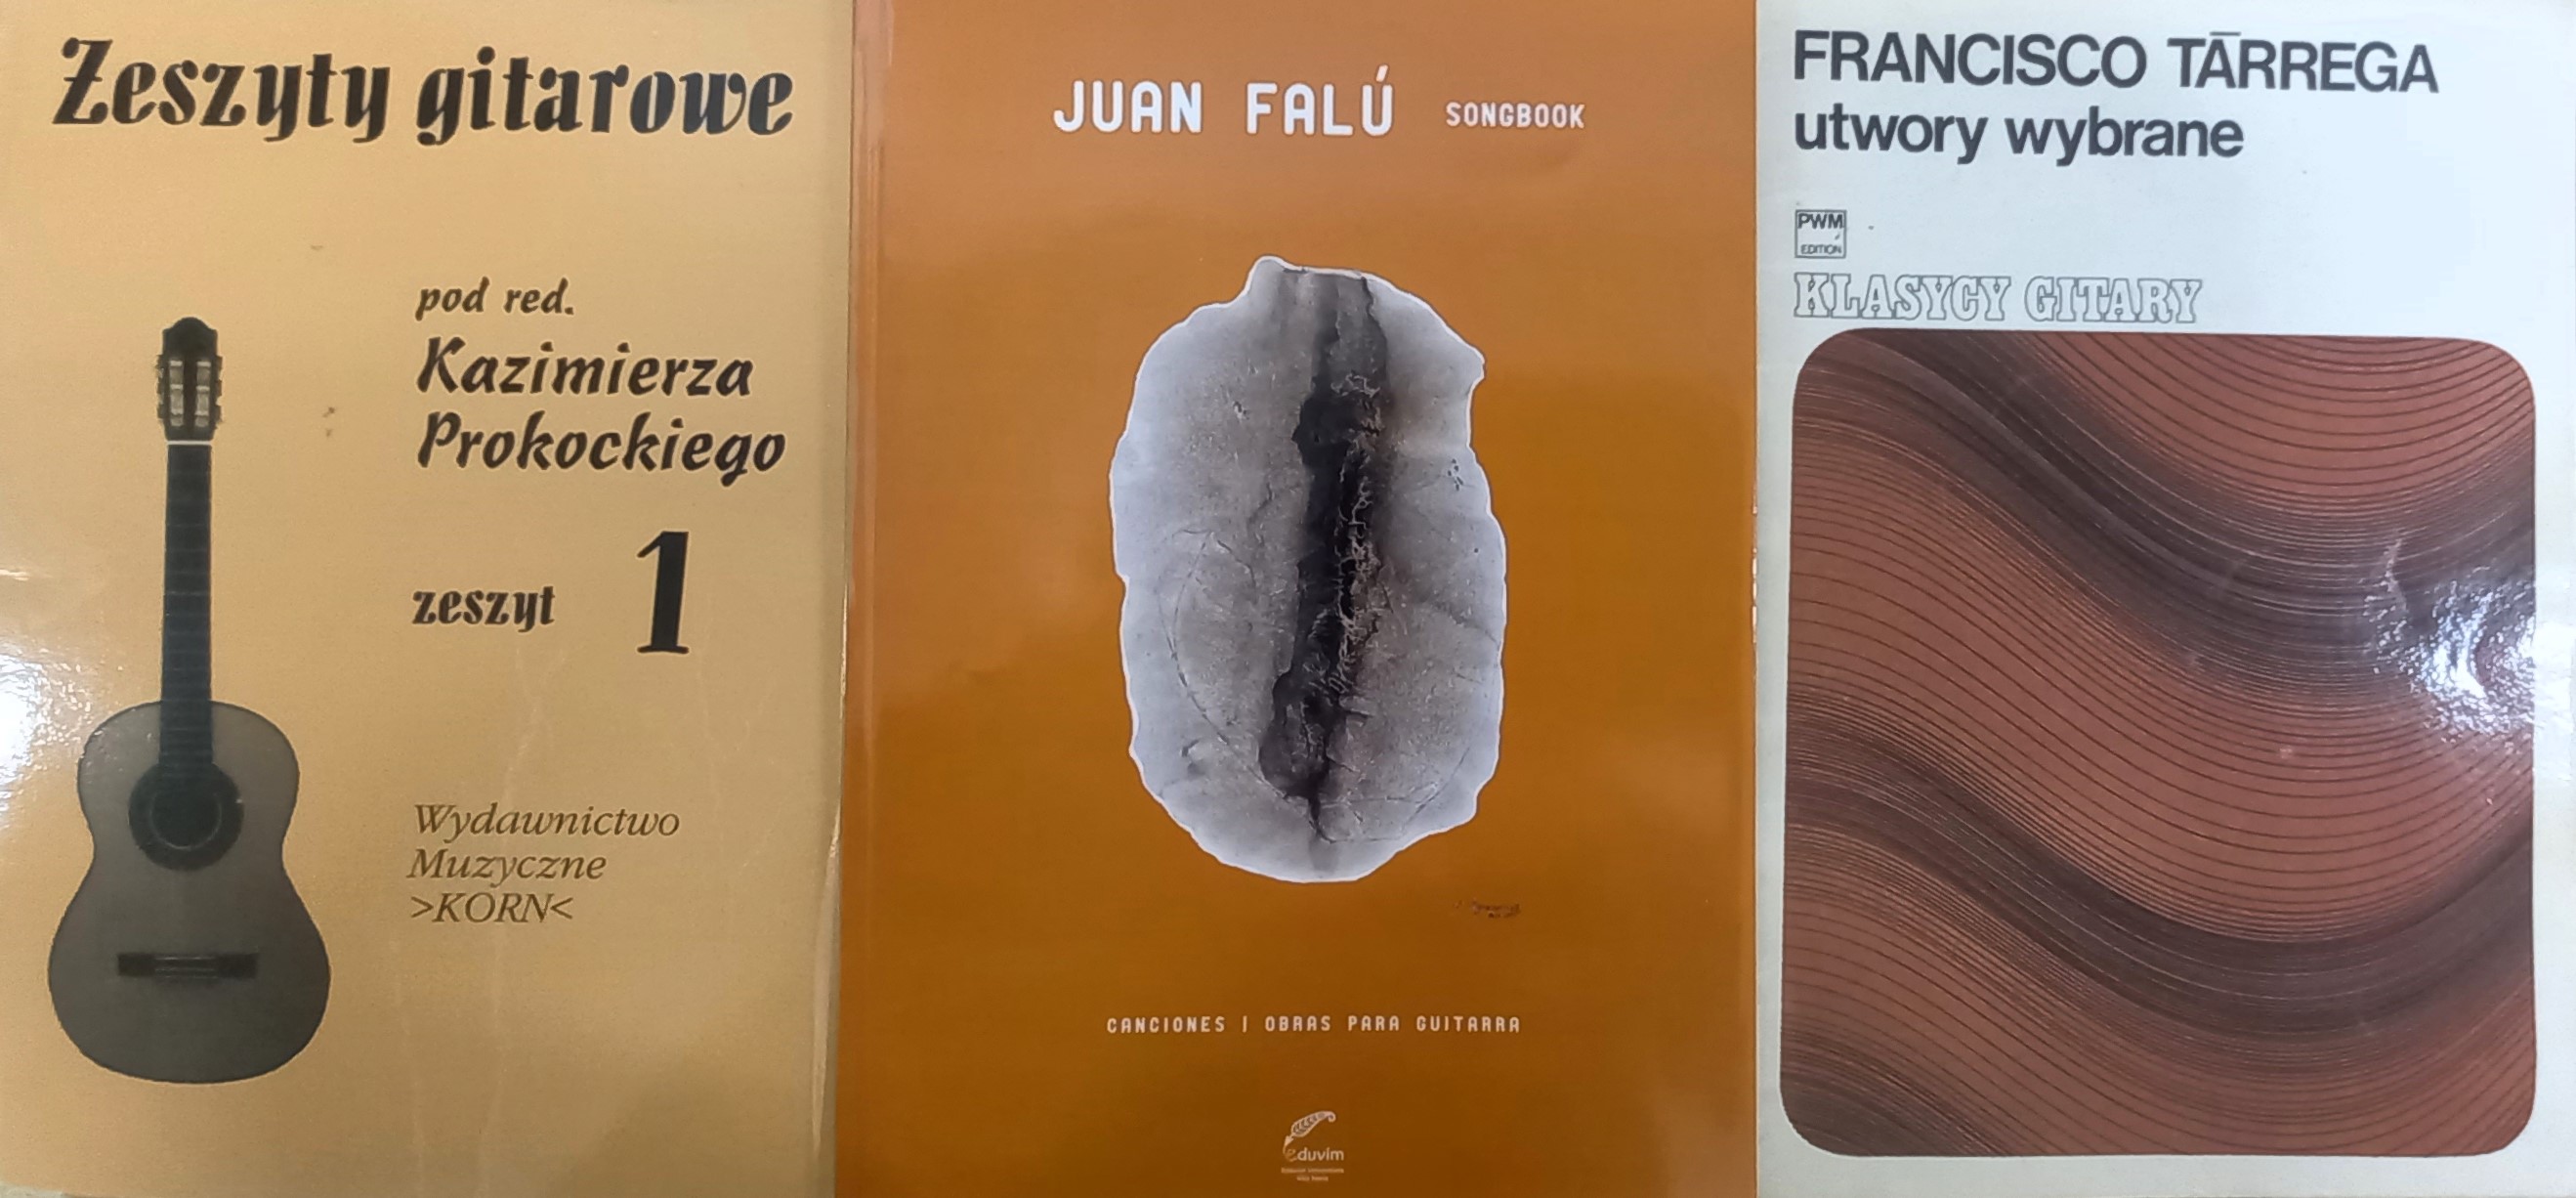 Zeszyty gitarowe
pod red.
Kazimierza
Prokockiego
zeszyt 1
Wydawnictwo
Muzyczne
>KORN<
JUAN FALÚ SONGBOOK
CANCIONES | OBRAS PARA GUITARRA
eduvim
FRANCISCO TĀRREGA
utwory wybrane
PWM
EDITION
KLASYCY GITARY